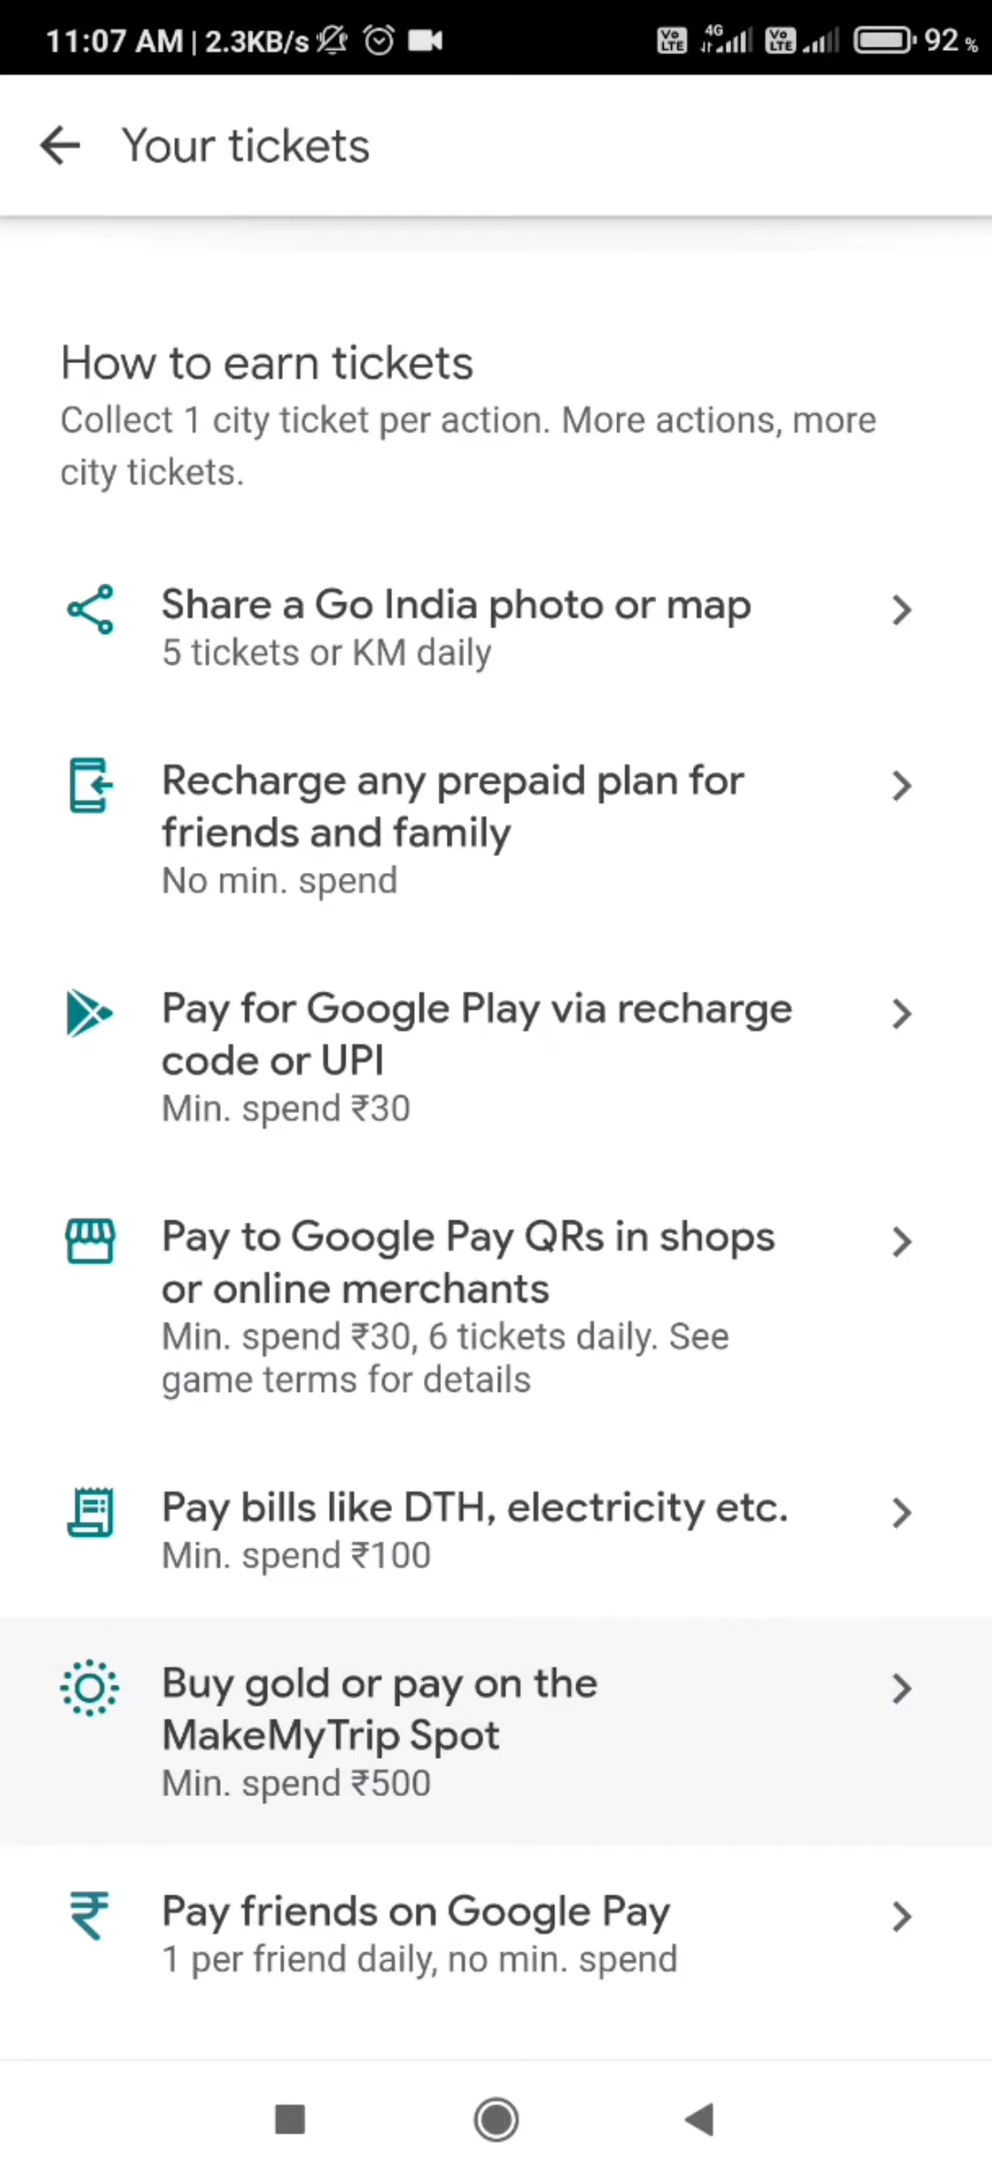 11:07 AM | 2.3KB/s Vo LTE 4G Vo LTE 92 %
Your tickets
How to earn tickets
Collect 1 city ticket per action. More actions, more
city tickets.
Share a Go India photo or map
5 tickets or KM daily
Recharge any prepaid plan for
friends and family
No min. spend
Pay for Google Play via recharge
code or UPI
Min. spend ₹30
Pay to Google Pay QRs in shops
or online merchants
Min. spend ₹30, 6 tickets daily. See
game terms for details
Pay bills like DTH, electricity etc.
Min. spend ₹100
Buy gold or pay on the
MakeMyTrip Spot
Min. spend ₹500
Pay friends on Google Pay
1 per friend daily, no min. spend